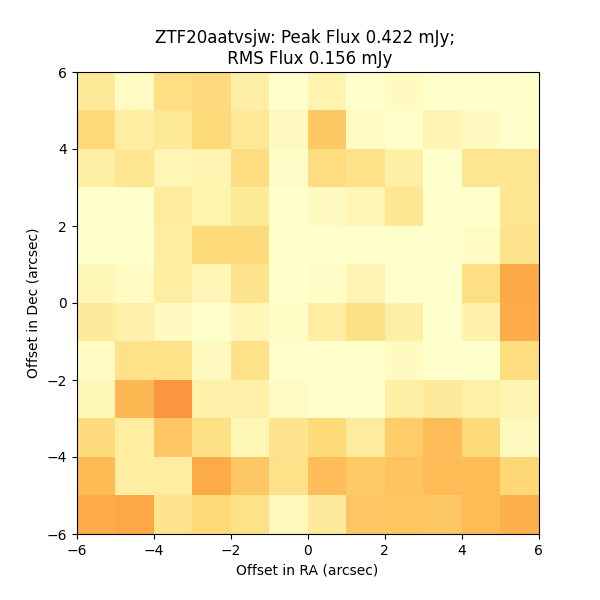 ZTF20aatvsjw: Peak Flux 0.422 mJy;
RMS Flux 0.156 mJy
6
4
2
0
−2
−4
−6
Offset in Dec (arcsec)
−6 −4 −2 0 2 4 6
Offset in RA (arcsec)